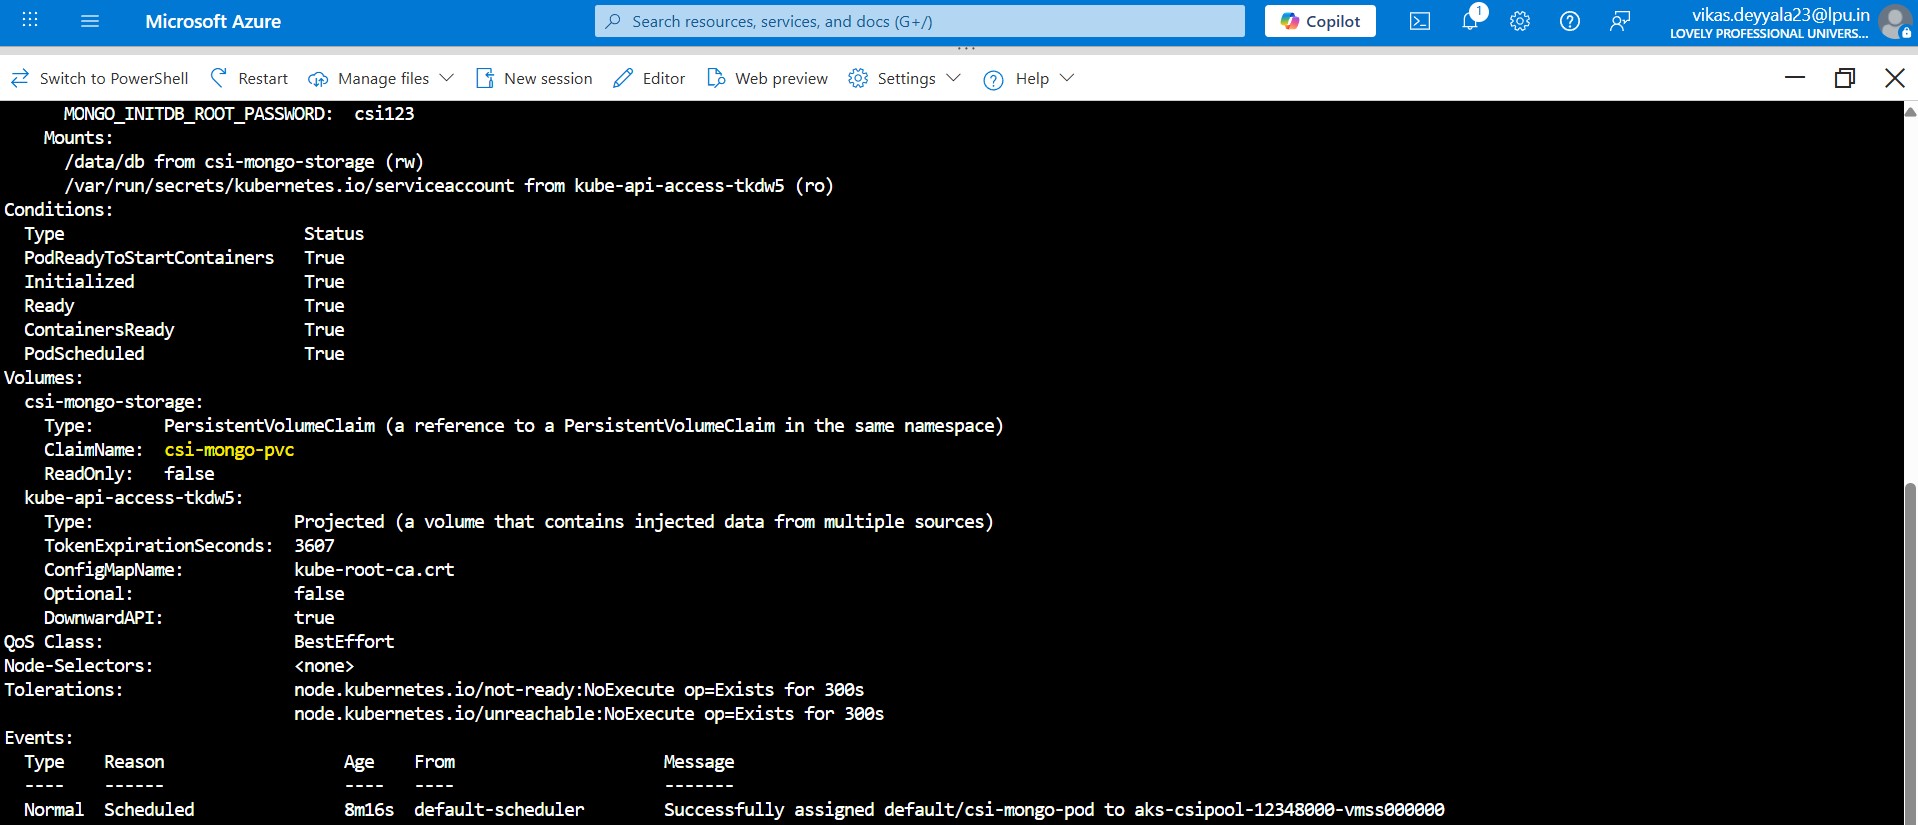 Microsoft Azure
Search resources, services, and docs (G+/)
Copilot
1
vikas.deyyala23@lpu.in
LOVELY PROFESSIONAL UNIVERS...
Switch to PowerShell Restart Manage files New session Editor Web preview Settings Help
MONGO_INITDB_ROOT_PASSWORD: csi123
Mounts:
/data/db from csi-mongo-storage (rw)
/var/run/secrets/kubernetes.io/serviceaccount from kube-api-access-tkdw5 (ro)
Conditions:
Type Status
PodReadyToStartContainers True
Initialized True
Ready True
ContainersReady True
PodScheduled True
Volumes:
csi-mongo-storage:
Type: PersistentVolumeClaim (a reference to a PersistentVolumeClaim in the same namespace)
ClaimName: csi-mongo-pvc
ReadOnly: false
kube-api-access-tkdw5:
Type: Projected (a volume that contains injected data from multiple sources)
TokenExpirationSeconds: 3607
ConfigMapName: kube-root-ca.crt
Optional: false
DownwardAPI: true
QoS Class: BestEffort
Node-Selectors: <none>
Tolerations: node.kubernetes.io/not-ready:NoExecute op=Exists for 300s
node.kubernetes.io/unreachable:NoExecute op=Exists for 300s
Events:
Type Reason Age From Message
---- ------ ---- ---- -------
Normal Scheduled 8m16s default-scheduler Successfully assigned default/csi-mongo-pod to aks-csipool-12348000-vmss000000